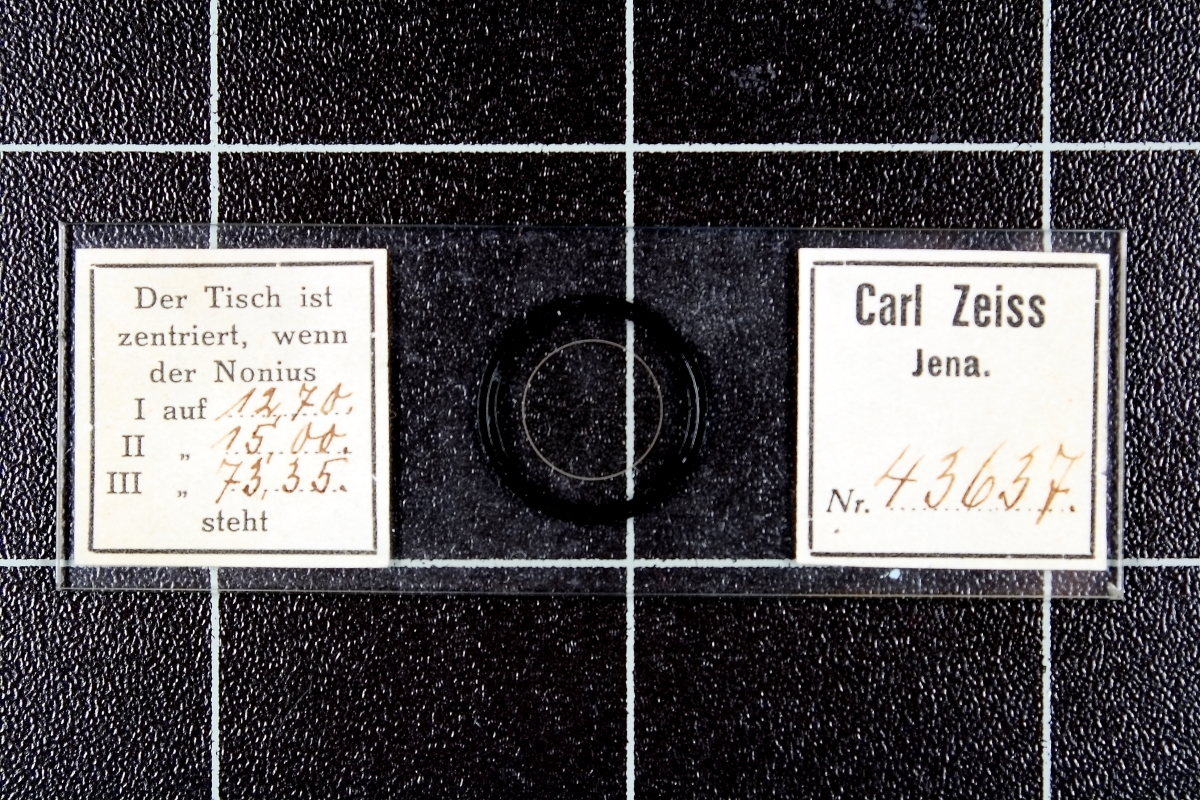 Der Tisch ist
zentriert, wenn
der Nonius
I auf 12,70.
II „ 15,00.
III „ 73,35.
steht
Carl Zeiss
Jena.
Nr. 43637.